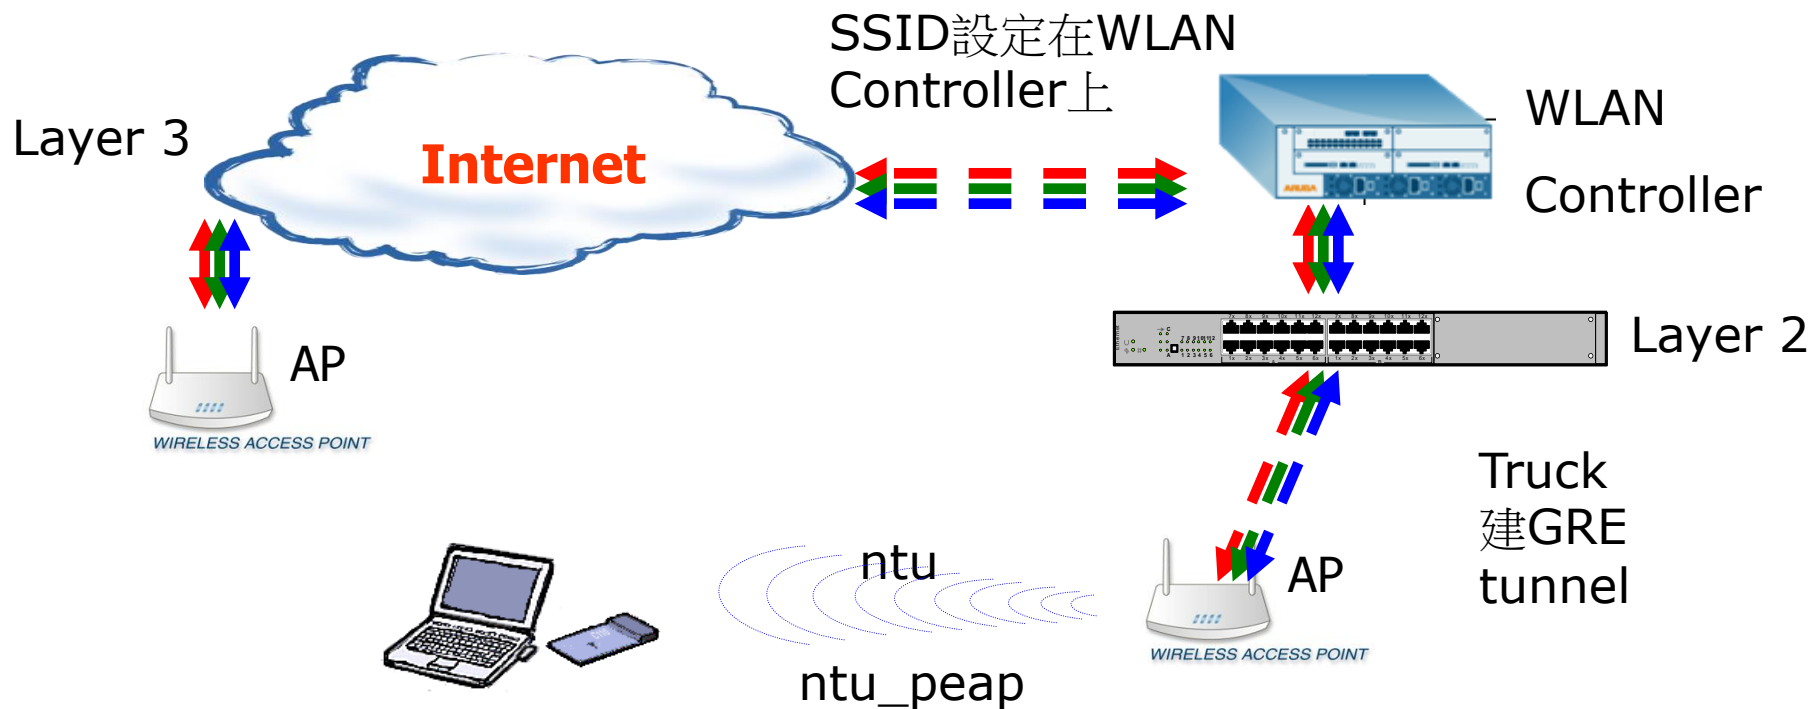 SSID設定在WLAN
Controller上
WLAN
Controller
Layer 3
Internet
ARUBA
Layer 2
AP
WIRELESS ACCESS POINT
Truck
建GRE
tunnel
ntu
AP
WIRELESS ACCESS POINT
ntu_peap